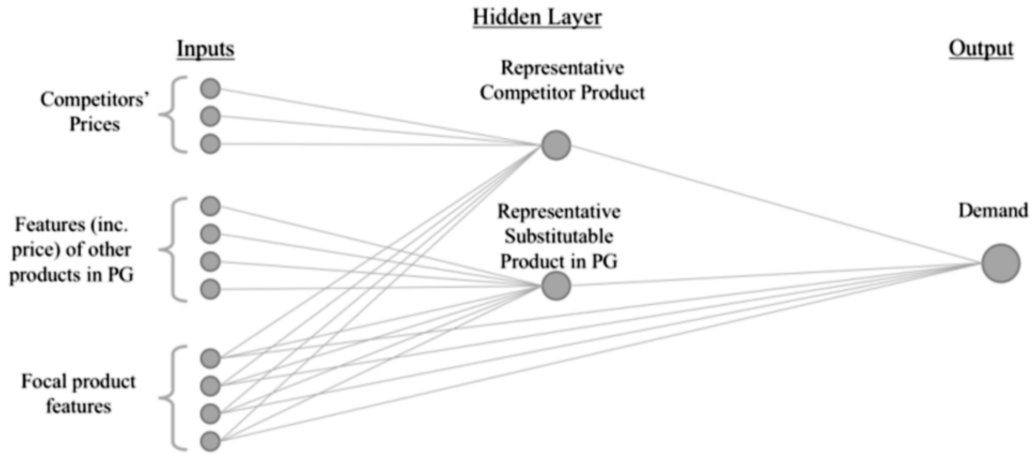 Hidden Layer
Inputs
Output
Representative
Competitor Product
Competitors’
Prices
Representative
Substitutable
Product in PG
Demand
Features (inc.
price) of other
products in PG
Focal product
features